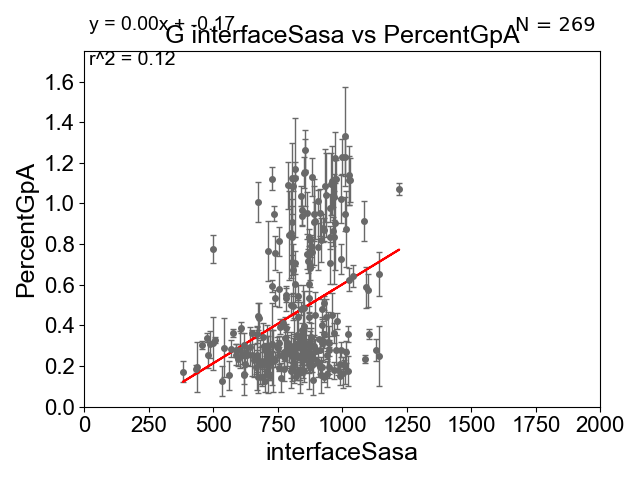 y = 0.00x + -0.17
N = 269
G interfaceSasa vs PercentGpA
r^2 = 0.12
PercentGpA
1.6
1.4
1.2
1.0
0.8
0.6
0.4
0.2
0.0
0 250 500 750 1000 1250 1500 1750 2000
interfaceSasa